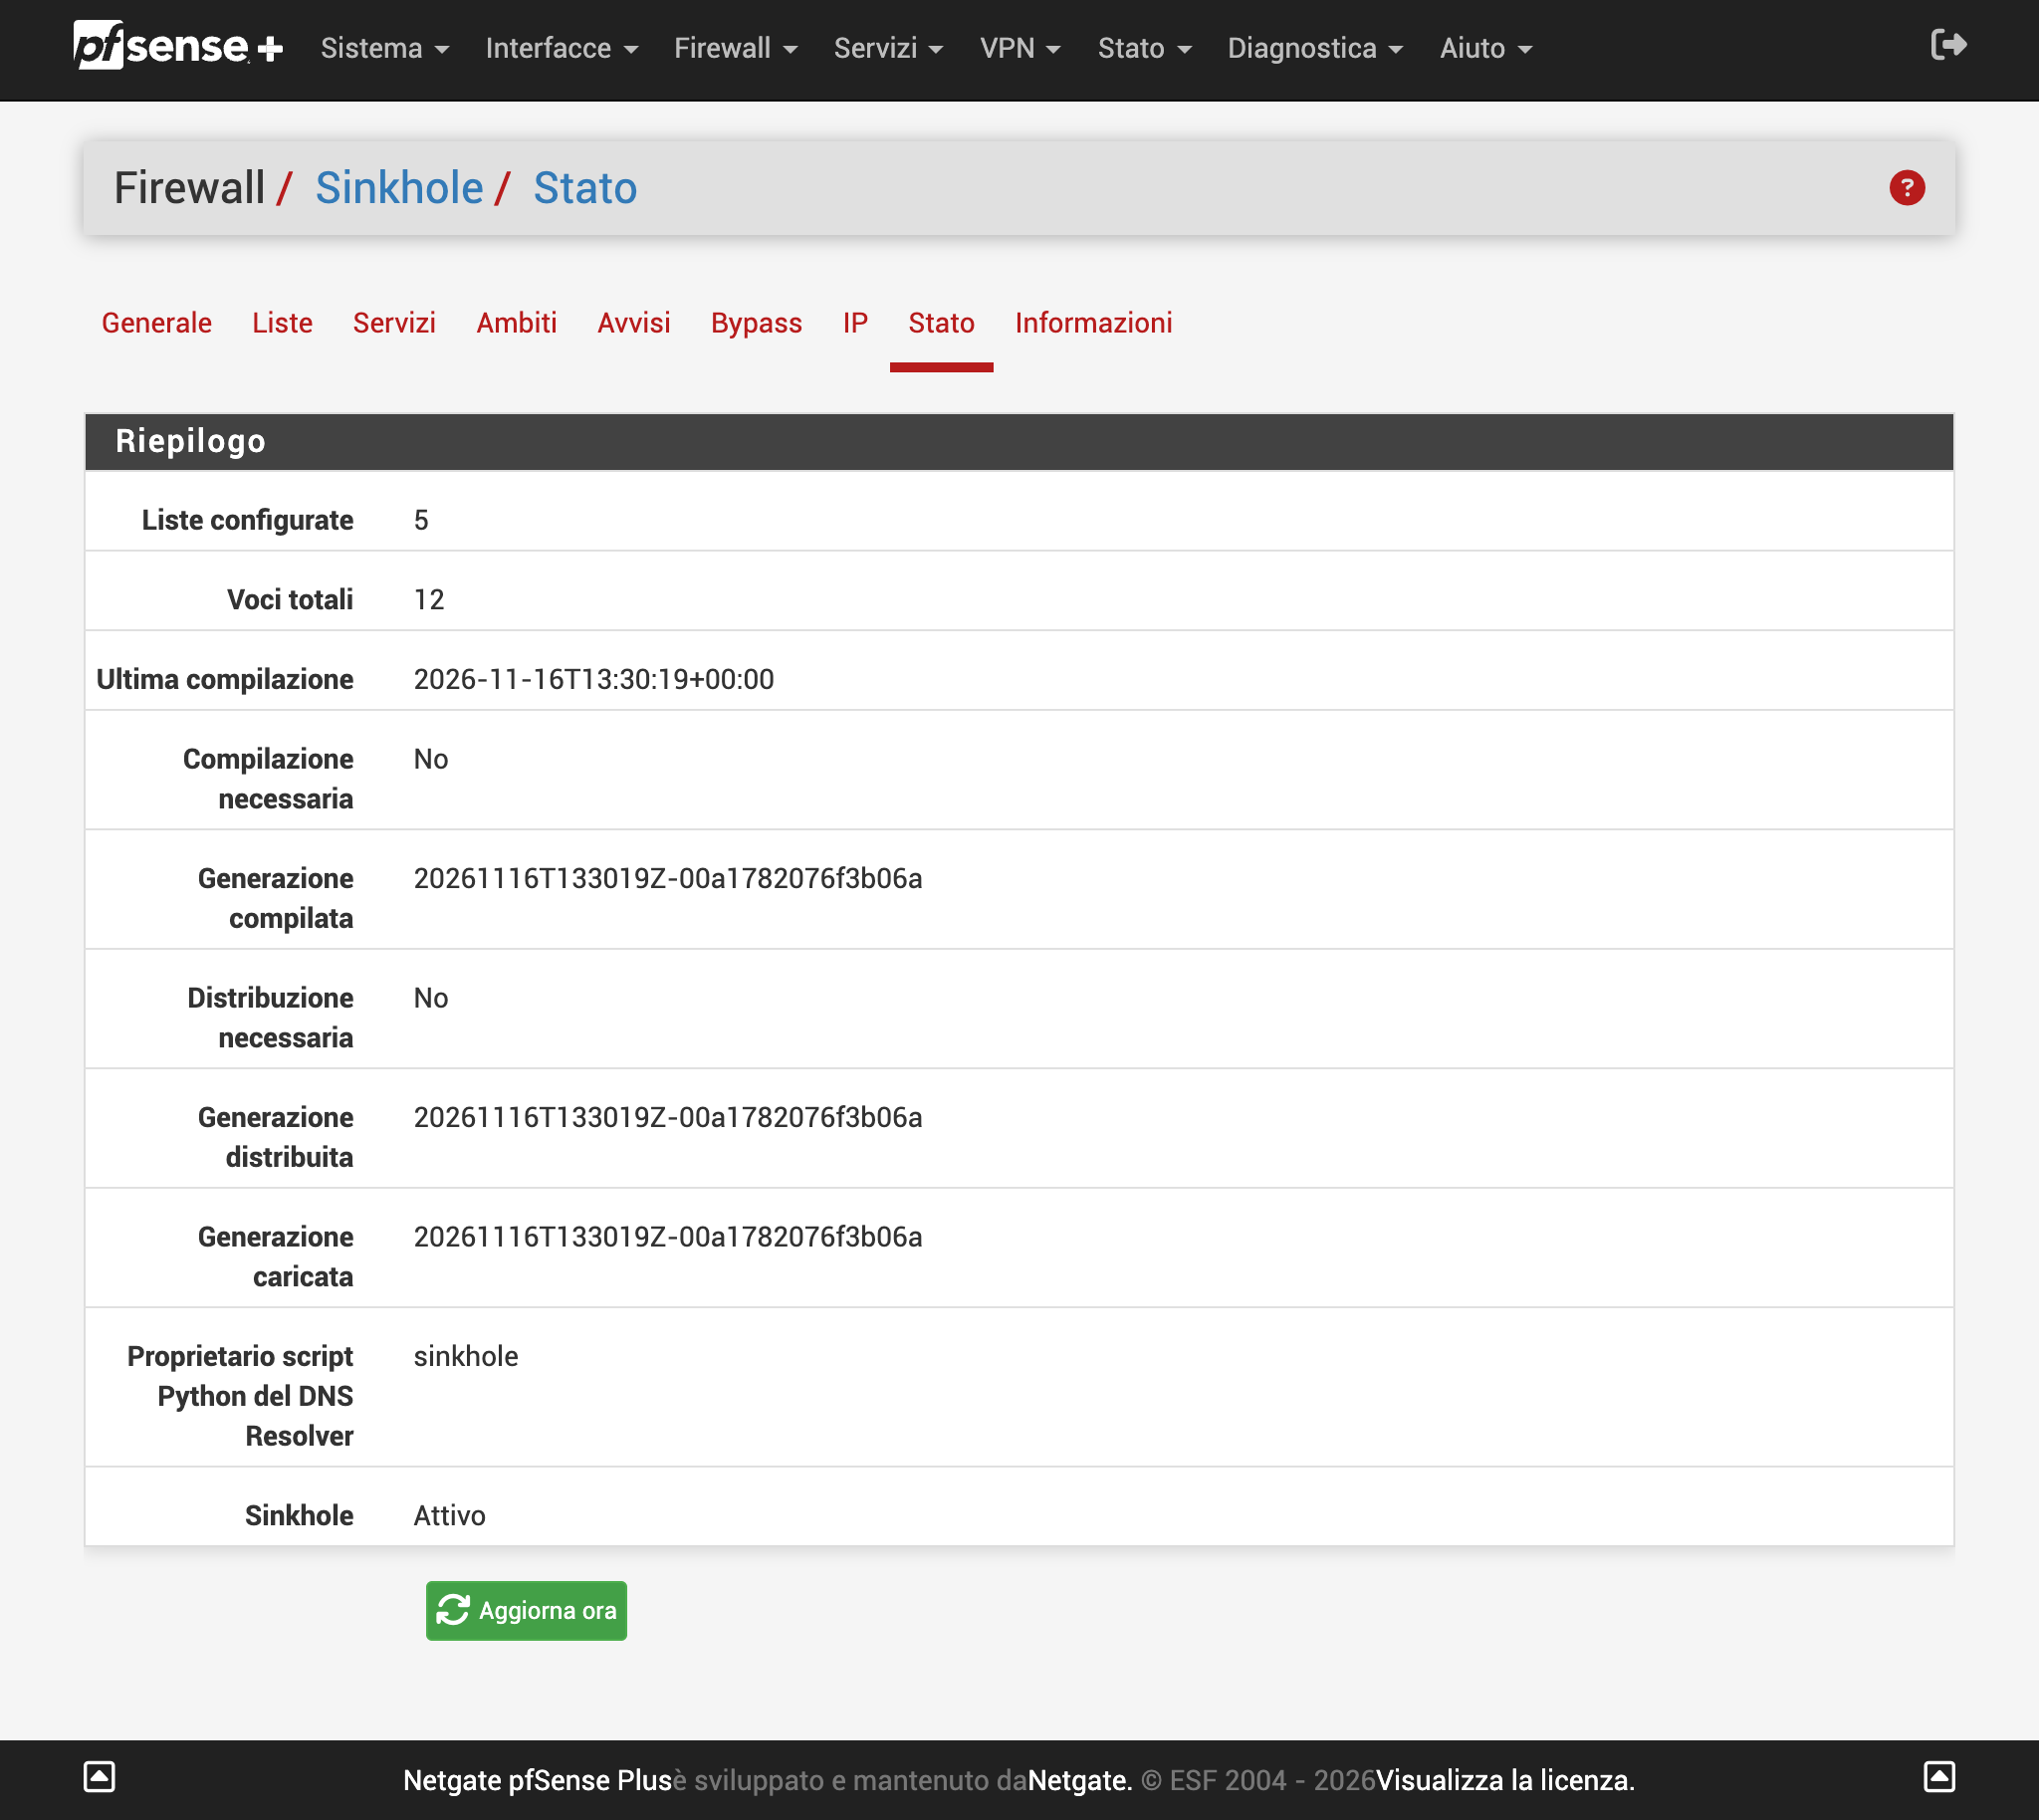 pfsense +
Sistema Interfacce Firewall Servizi VPN Stato Diagnostica Aiuto
Firewall / Sinkhole / Stato
?
Generale Liste Servizi Ambiti Avvisi Bypass IP Stato Informazioni
Riepilogo
Liste configurate 5
Voci totali 12
Ultima compilazione 2026-11-16T13:30:19+00:00
Compilazione No
necessaria
Generazione 20261116T133019Z-00a1782076f3b06a
compilata
Distribuzione No
necessaria
Generazione 20261116T133019Z-00a1782076f3b06a
distribuita
Generazione 20261116T133019Z-00a1782076f3b06a
caricata
Proprietario script sinkhole
Python del DNS
Resolver
Sinkhole Attivo
Aggiorna ora
Netgate pfSense Plusè sviluppato e mantenuto daNetgate. © ESF 2004 - 2026Visualizza la licenza.